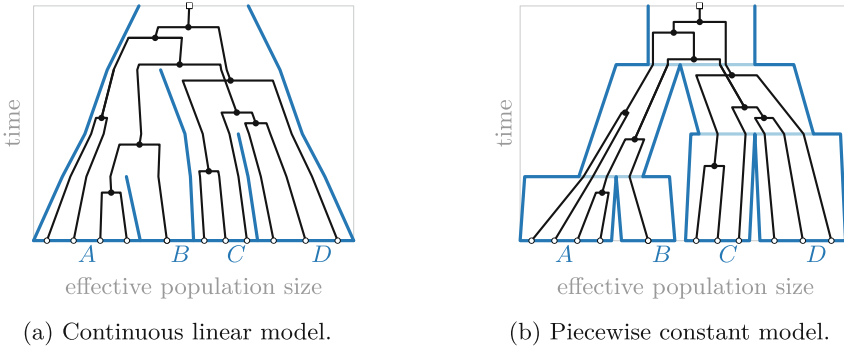 time
A B C D
effective population size
(a) Continuous linear model.
time
A B C D
effective population size
(b) Piecewise constant model.